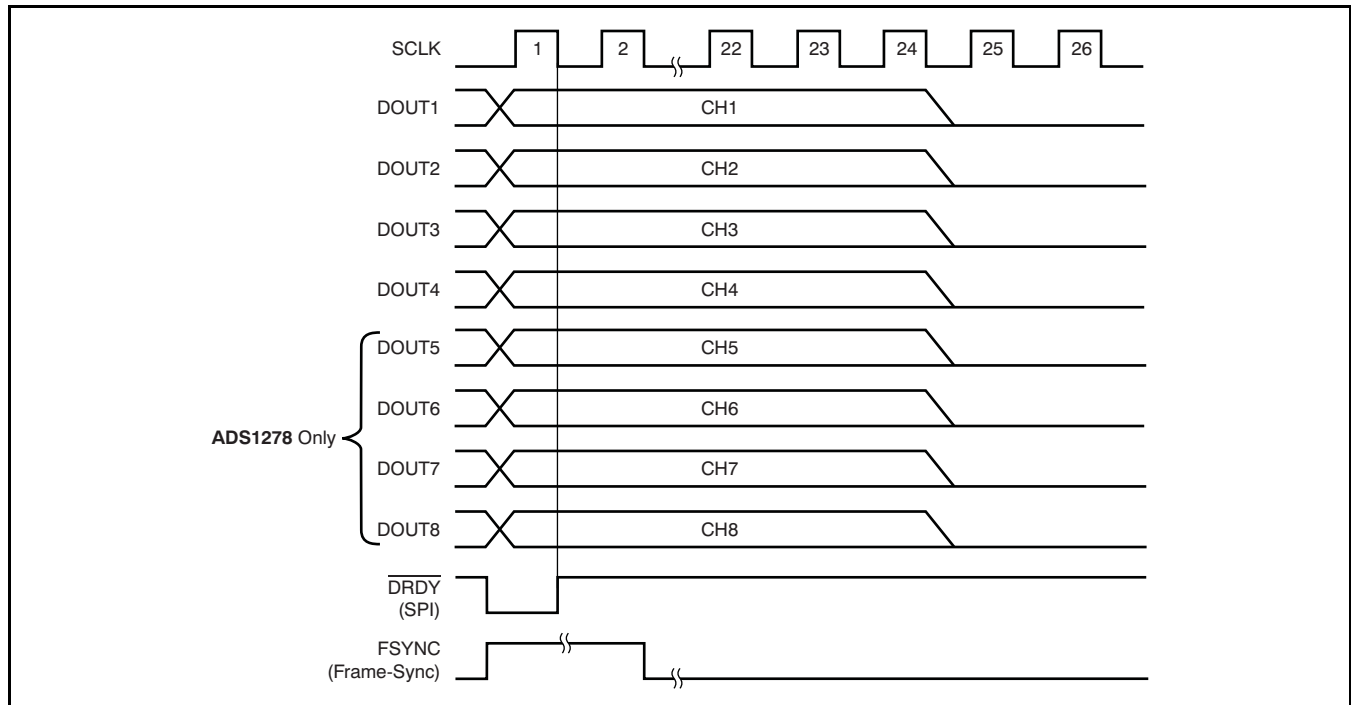 SCLK 1 2 22 23 24 25 26
DOUT1 CH1
DOUT2 CH2
DOUT3 CH3
DOUT4 CH4
DOUT5 CH5
DOUT6 CH6
ADS1278 Only
DOUT7 CH7
DOUT8 CH8
DRDY
(SPI)
FSYNC
(Frame-Sync)